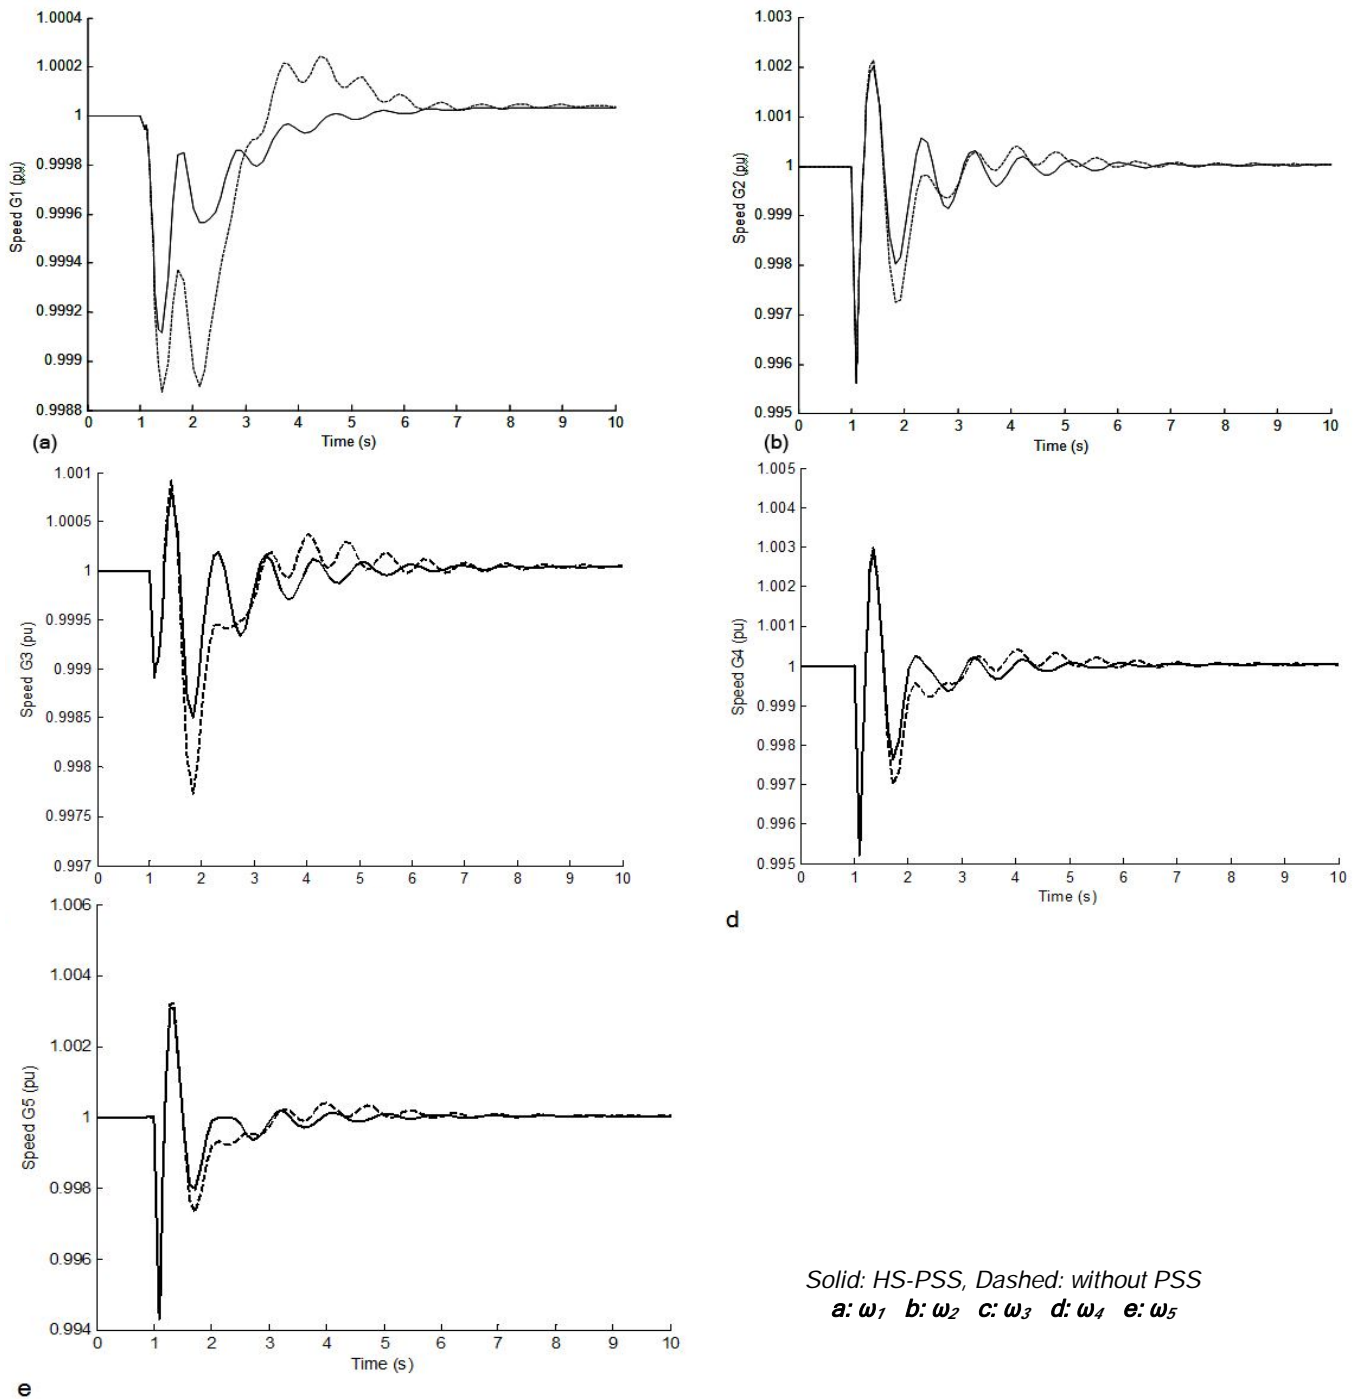 1.0004
1.0002
1
0.9998
0.9996
0.9994
0.9992
0.999
0.9988
Speed G1 (pu)
0 1 2 3 4 5 6 7 8 9 10
Time (s)
(a)
1.003
1.002
1.001
1
0.999
0.998
0.997
0.996
0.995
Speed G2 (pu)
0 1 2 3 4 5 6 7 8 9 10
Time (s)
(b)
1.001
1.0005
1
0.9995
0.999
0.9985
0.998
0.9975
0.997
Speed G3 (pu)
0 1 2 3 4 5 6 7 8 9 10
1.005
1.004
1.003
1.002
1.001
1
0.999
0.998
0.997
0.996
0.995
Speed G4 (pu)
0 1 2 3 4 5 6 7 8 9 10
Time (s)
d
1.006
1.004
1.002
1
0.998
0.996
0.994
Speed G5 (pu)
0 1 2 3 4 5 6 7 8 9 10
Time (s)
e
Solid: HS-PSS, Dashed: without PSS
a: ω1 b: ω2 c: ω3 d: ω4 e: ω5